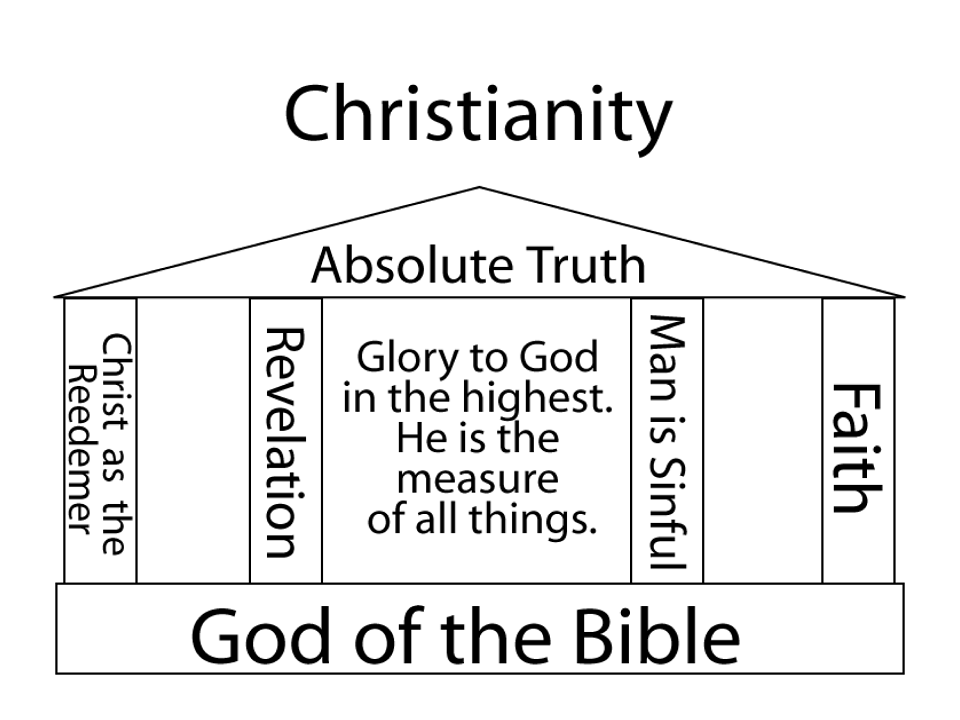 Christianity
Absolute Truth
Christ as the
Reedemer
Revelation
Glory to God
in the highest.
He is the
measure
of all things.
Man is Sinful
Faith
God of the Bible